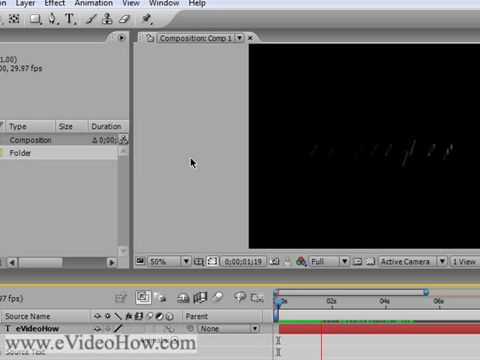 Layer Effect Animation View Window Help
Composition: Comp 1
00, 29.97 fps
Type Size Duration
Composition Δ 0;00;
Folder
50% 0;00;01;19 Full Active Camera 1 View
97 fps)
02s 04s 06s
Source Name Parent
T eVideoHow None
Source Text
www.eVideoHow.com